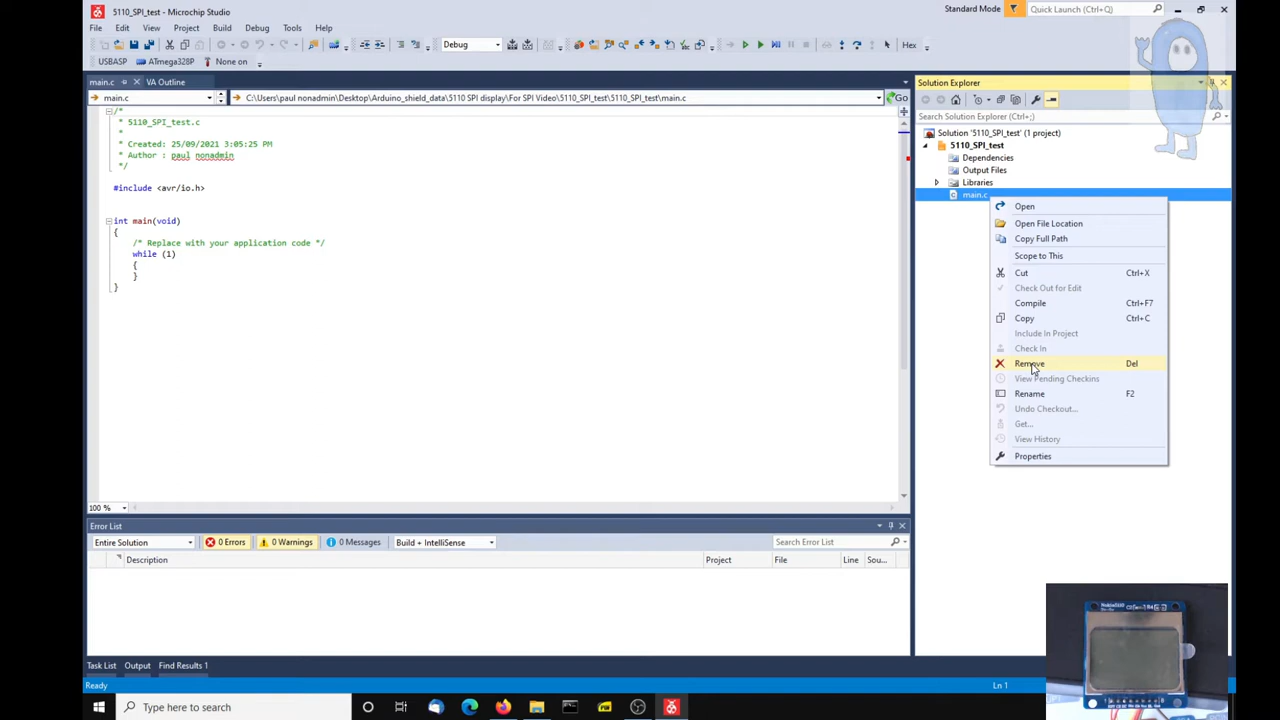 5110_SPI_test - Microchip Studio
Standard Mode
Quick Launch (Ctrl+Q)
File Edit View Project Build Debug Tools Help
Debug
Hex
USBASP ATmega328P None on
main.c VA Outline
Solution Explorer
main.c
C:\Users\paul nonadmin\Desktop\Arduino_shield_data\5110 SPI display\For SPI Video\5110_SPI_test\5110_SPI_test\main.c
Go
Search Solution Explorer (Ctrl+;)
/*
* 5110_SPI_test.c
*
* Created: 25/09/2021 3:05:25 PM
* Author : paul nonadmin
*/
#include <avr/io.h>
int main(void)
{
/* Replace with your application code */
while (1)
{
}
}
Solution '5110_SPI_test' (1 project)
5110_SPI_test
Dependencies
Output Files
Libraries
main.c
Open
Open File Location
Copy Full Path
Scope to This
Cut Ctrl+X
Check Out for Edit
Compile Ctrl+F7
Copy Ctrl+C
Include In Project
Check In
Remove Del
View Pending Checkins
Rename F2
Undo Checkout...
Get...
View History
Properties
100 %
Error List
Entire Solution
0 Errors
0 Warnings
0 Messages
Build + IntelliSense
Search Error List
Description Project File Line Sou...
Task List Output Find Results 1
Ready
Ln 1
Type here to search